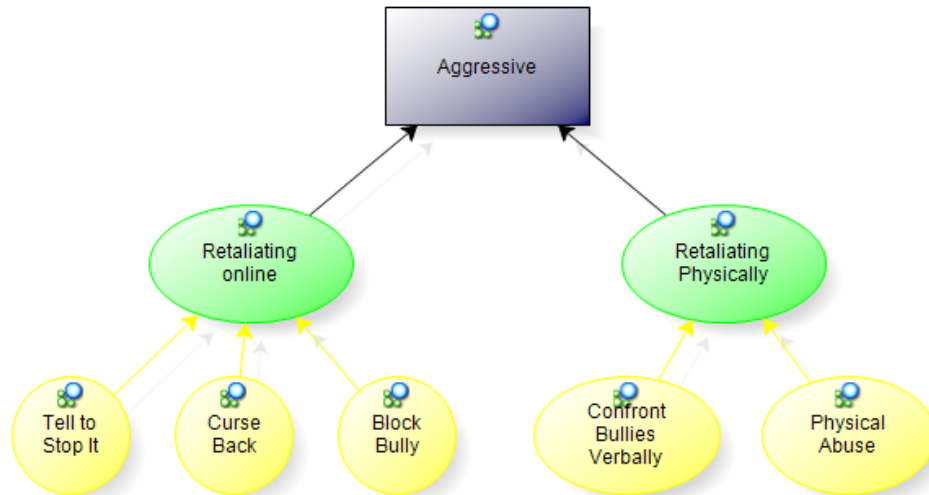 Aggressive
Retaliating
online
Retaliating
Physically
Tell to
Stop It
Curse
Back
Block
Bully
Confront
Bullies
Verbally
Physical
Abuse